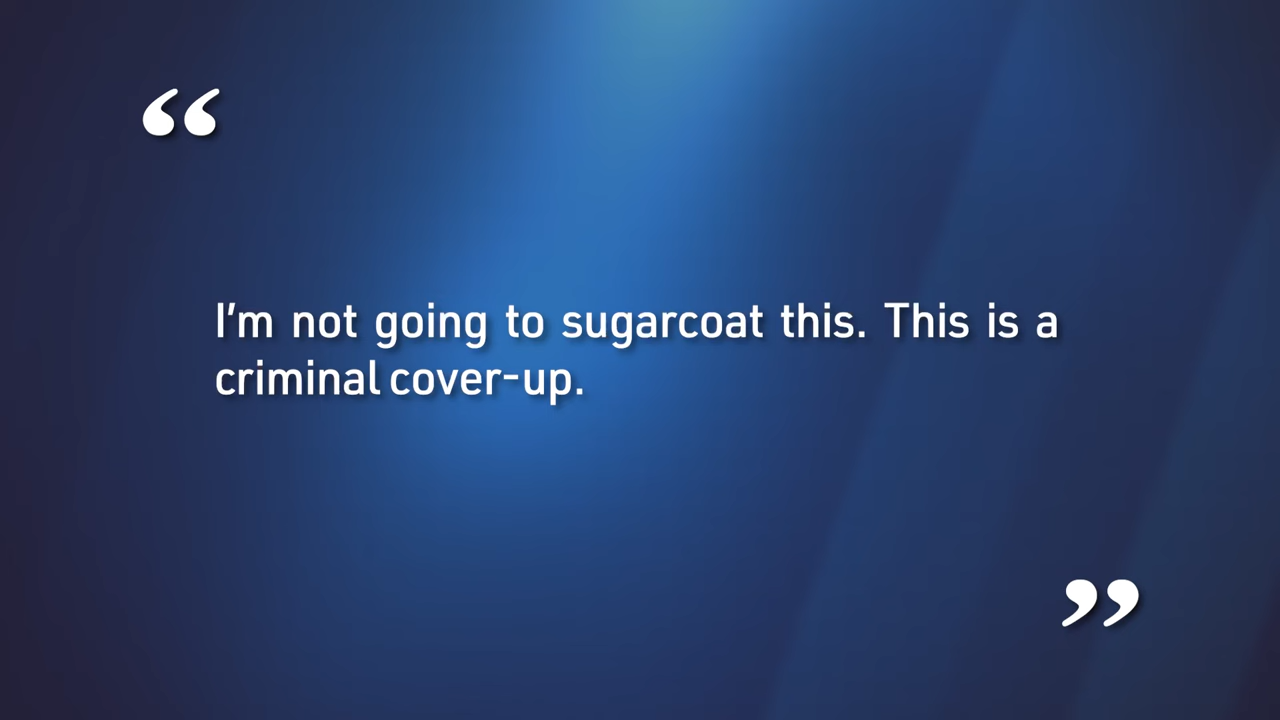 “
I’m not going to sugarcoat this. This is a
criminal cover-up.
”